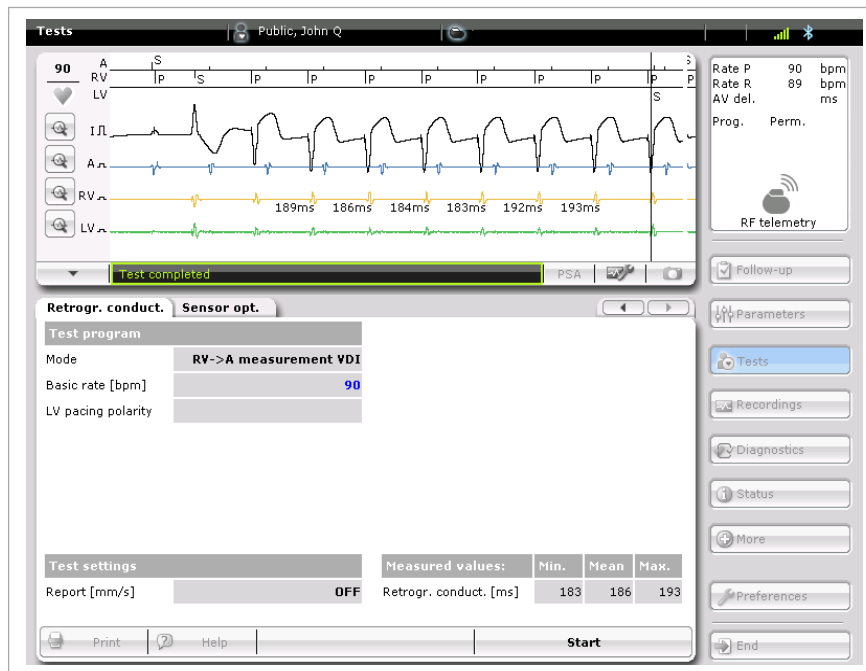 Tests Public, John Q
90 A S
RV P S P P P P P P P P P
LV S
I
A
RV
189ms 186ms 184ms 183ms 192ms 193ms
LV
Test completed PSA
Rate P 90 bpm
Rate R 89 bpm
AV del. ms
Prog. Perm.
RF telemetry
Follow-up
Parameters
Tests
Recordings
Diagnostics
Status
More
Preferences
End
Retrogr. conduct. Sensor opt.
Test program
Mode RV->A measurement VDI
Basic rate [bpm] 90
LV pacing polarity
Test settings Measured values: Min. Mean Max.
Report [mm/s] OFF Retrogr. conduct. [ms] 183 186 193
Print Help Start